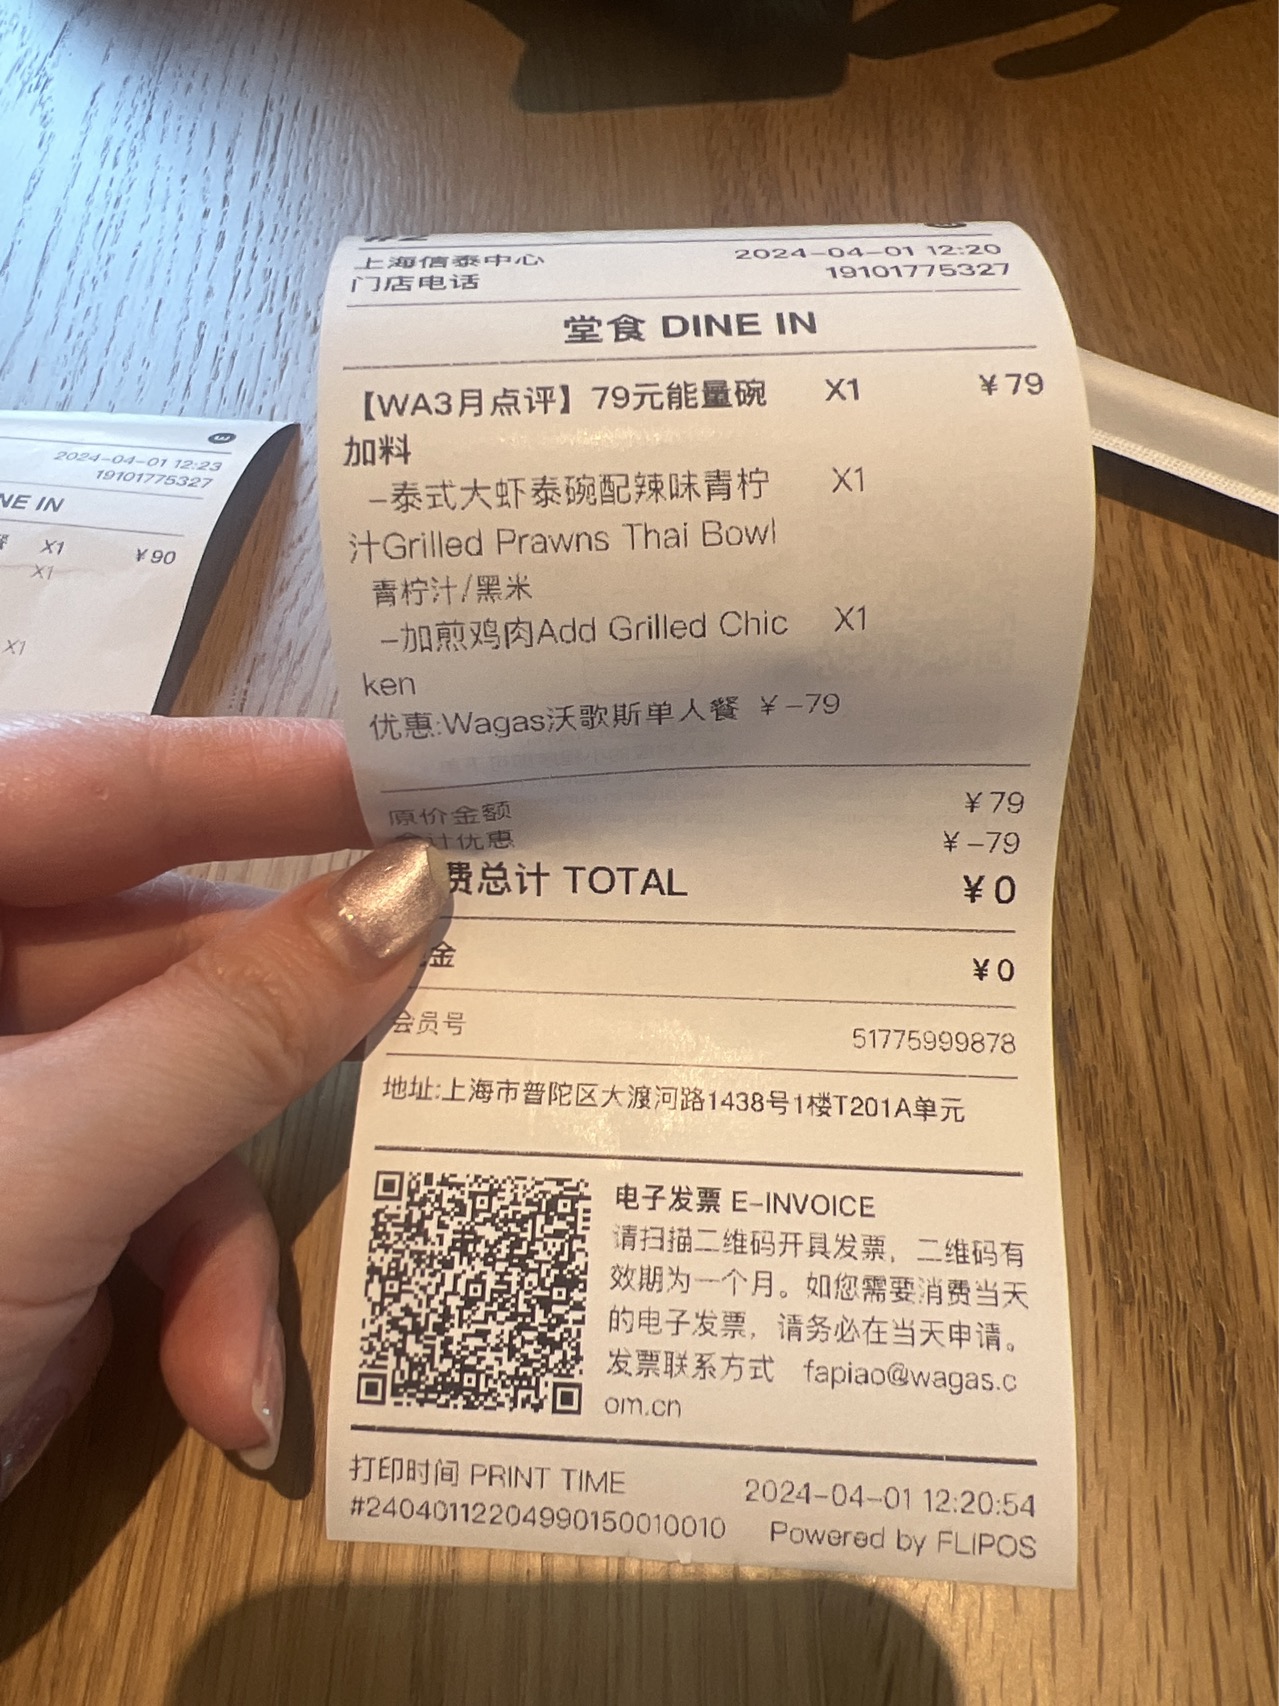 上海信泰中心 2024-04-01 12:20
门店电话 19101775327
堂食 DINE IN
【WA3月点评】79元能量碗 X1 ¥79
加料
-泰式大虾泰碗配辣味青柠 X1
汁Grilled Prawns Thai Bowl
青柠汁/黑米
-加煎鸡肉Add Grilled Chic X1
ken
优惠:Wagas沃歌斯单人餐 ¥-79
原价金额 ¥79
计优惠 ¥-79
费总计 TOTAL ¥0
金 ¥0
会员号 51775999878
地址:上海市普陀区大渡河路1438号1楼T201A单元
电子发票 E-INVOICE
请扫描二维码开具发票，二维码有
效期为一个月。如您需要消费当天
的电子发票，请务必在当天申请。
发票联系方式 fapiao@wagas.c
om.cn
打印时间 PRINT TIME 2024-04-01 12:20:54
#24040112204990150010010 Powered by FLIPOS
2024-04-01 12:23
19101775327
NE IN
X1 ¥90
X1
X1